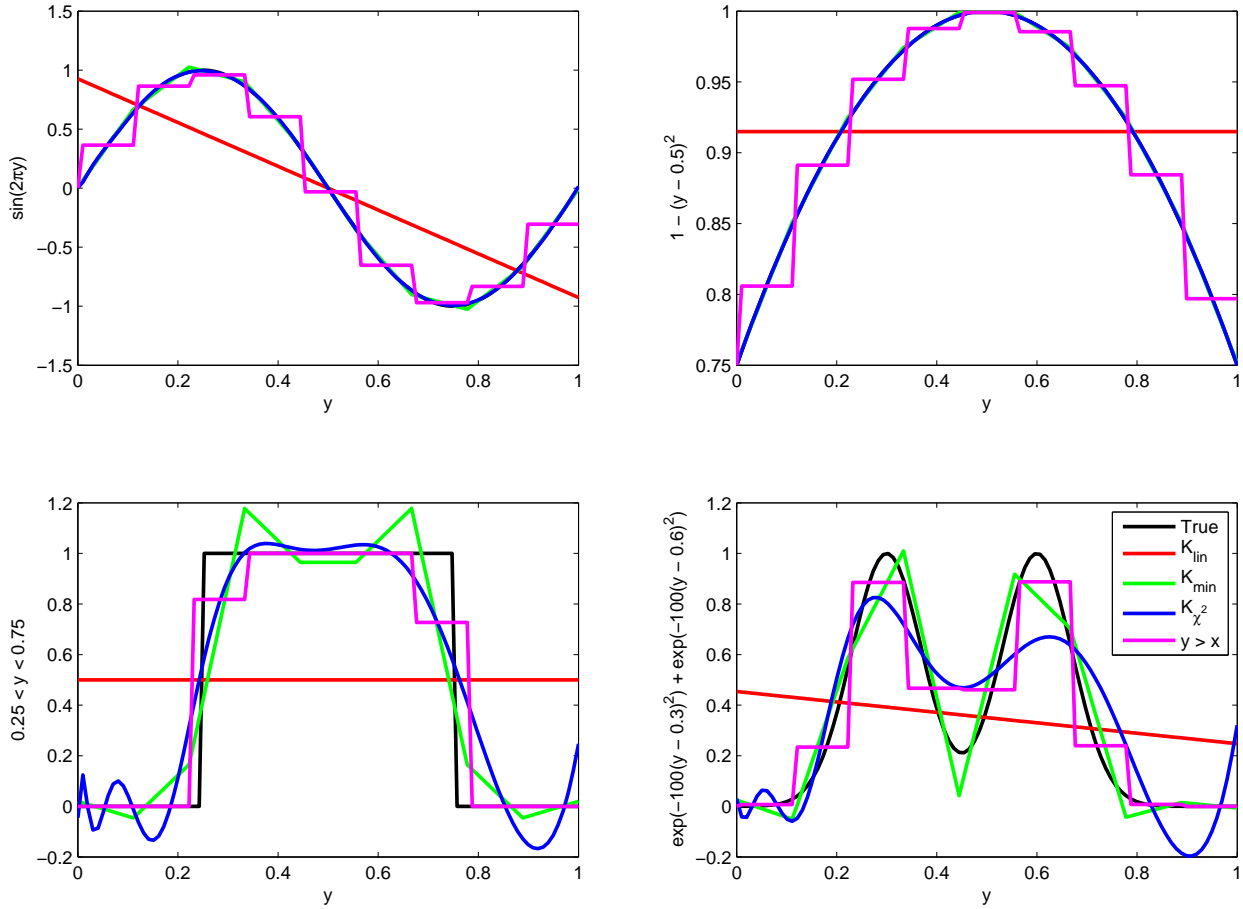 1.5
1
0.5
0
−0.5
−1
−1.5
sin(2πy)
0 0.2 0.4 0.6 0.8 1
y
1
0.95
0.9
0.85
0.8
0.75
1 − (y − 0.5)²
0 0.2 0.4 0.6 0.8 1
y
1.2
1
0.8
0.6
0.4
0.2
0
−0.2
0.25 < y < 0.75
0 0.2 0.4 0.6 0.8 1
y
1.2
1
0.8
0.6
0.4
0.2
0
−0.2
exp(−100(y − 0.3)²) + exp(−100(y − 0.6)²)
0 0.2 0.4 0.6 0.8 1
y
True
K_lin
K_min
K_χ²
y > x